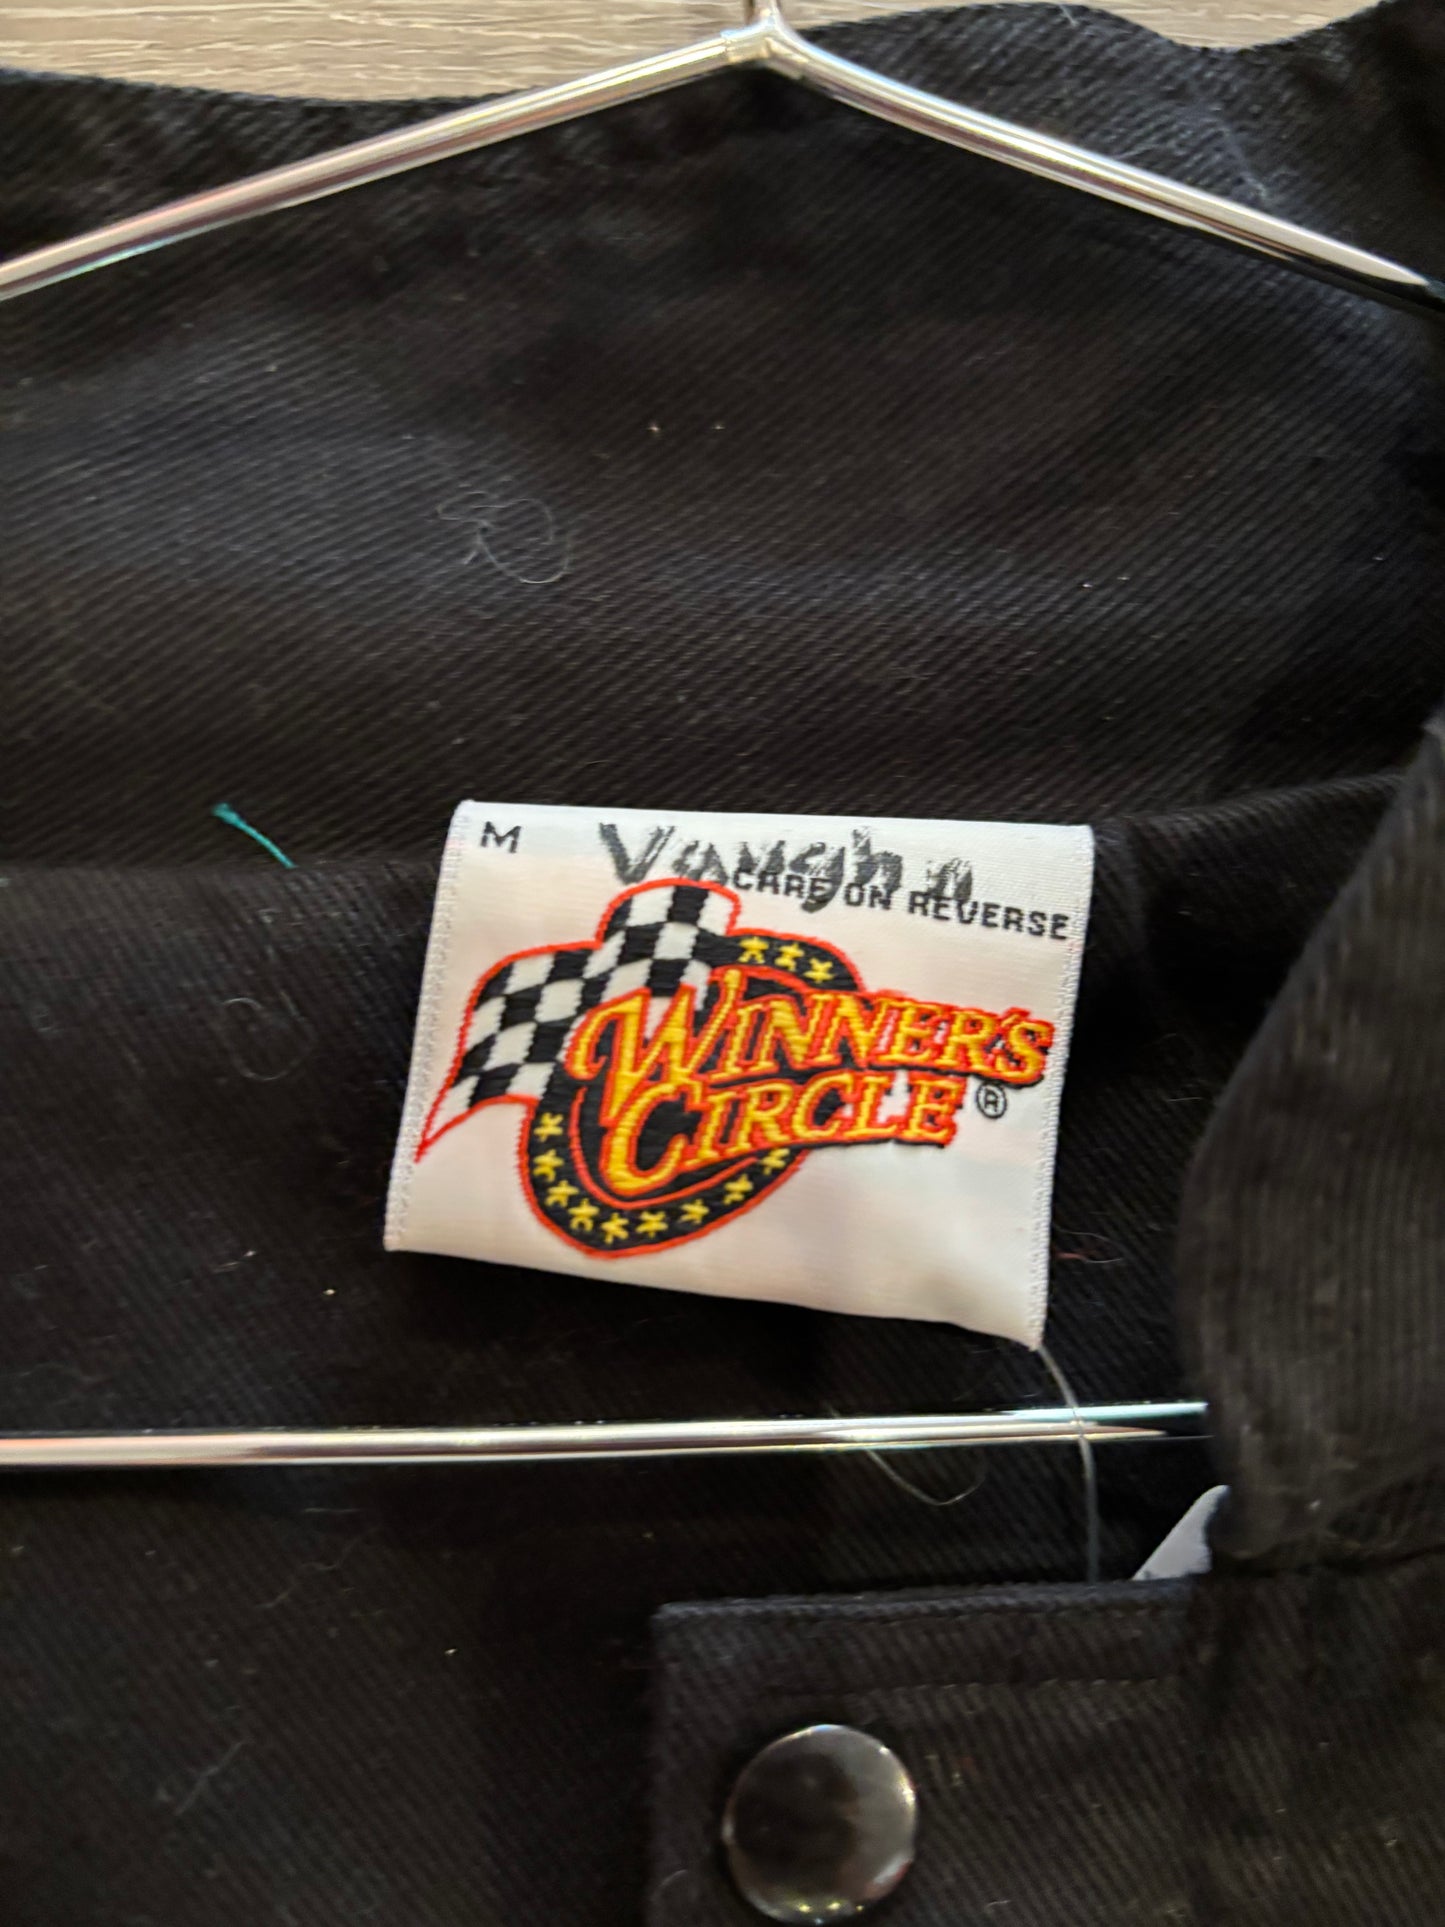 M
Vaughn
CARE ON REVERSE
WINNER'S
CIRCLE®